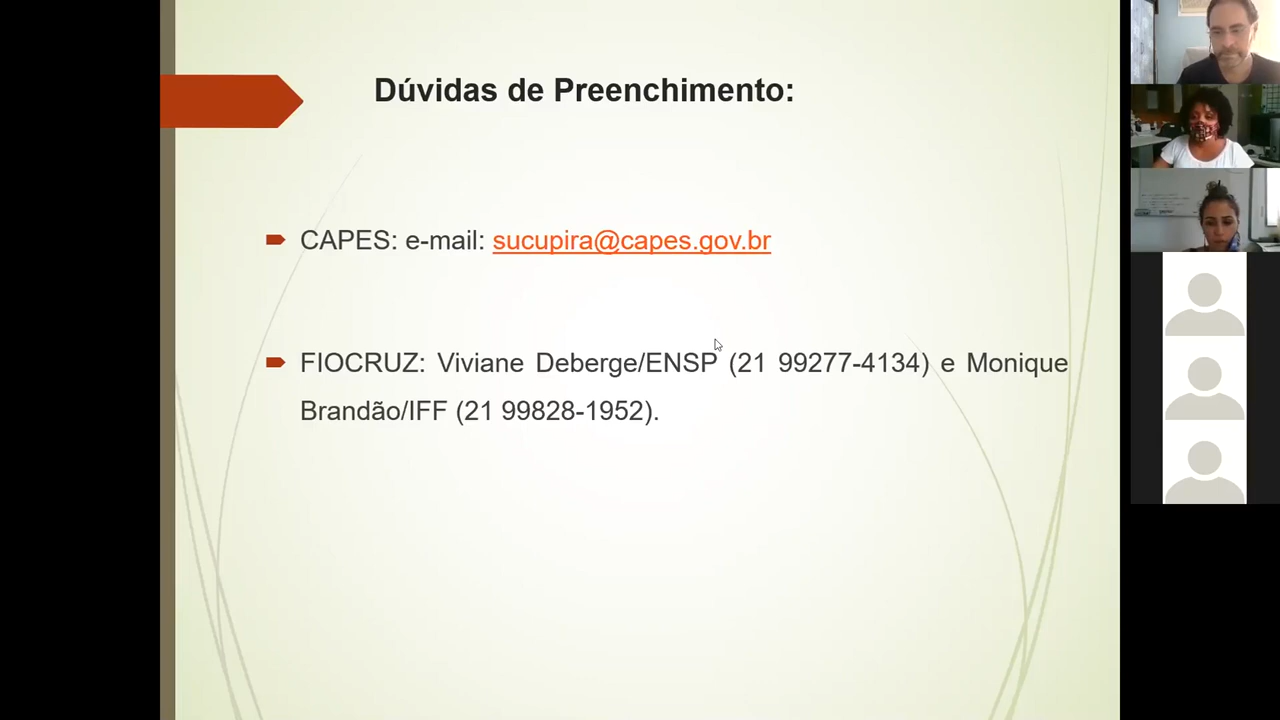 Dúvidas de Preenchimento:
CAPES: e-mail: sucupira@capes.gov.br
FIOCRUZ: Viviane Deberge/ENSP (21 99277-4134) e Monique
Brandão/IFF (21 99828-1952).